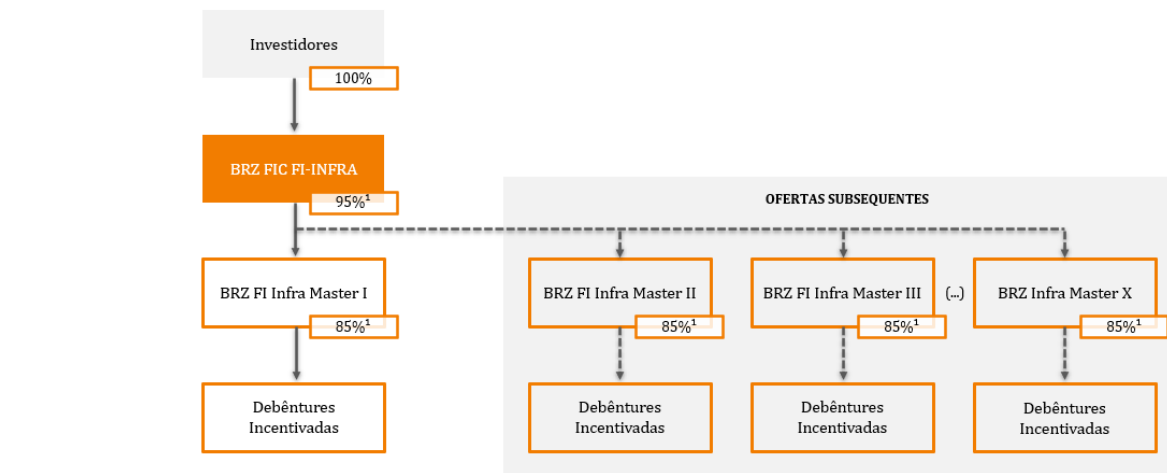 Investidores
100%
BRZ FIC FI-INFRA
95%¹
OFERTAS SUBSEQUENTES
BRZ FI Infra Master I
85%¹
BRZ FI Infra Master II
85%¹
BRZ FI Infra Master III
85%¹
(...)
BRZ Infra Master X
85%¹
Debêntures
Incentivadas
Debêntures
Incentivadas
Debêntures
Incentivadas
Debêntures
Incentivadas